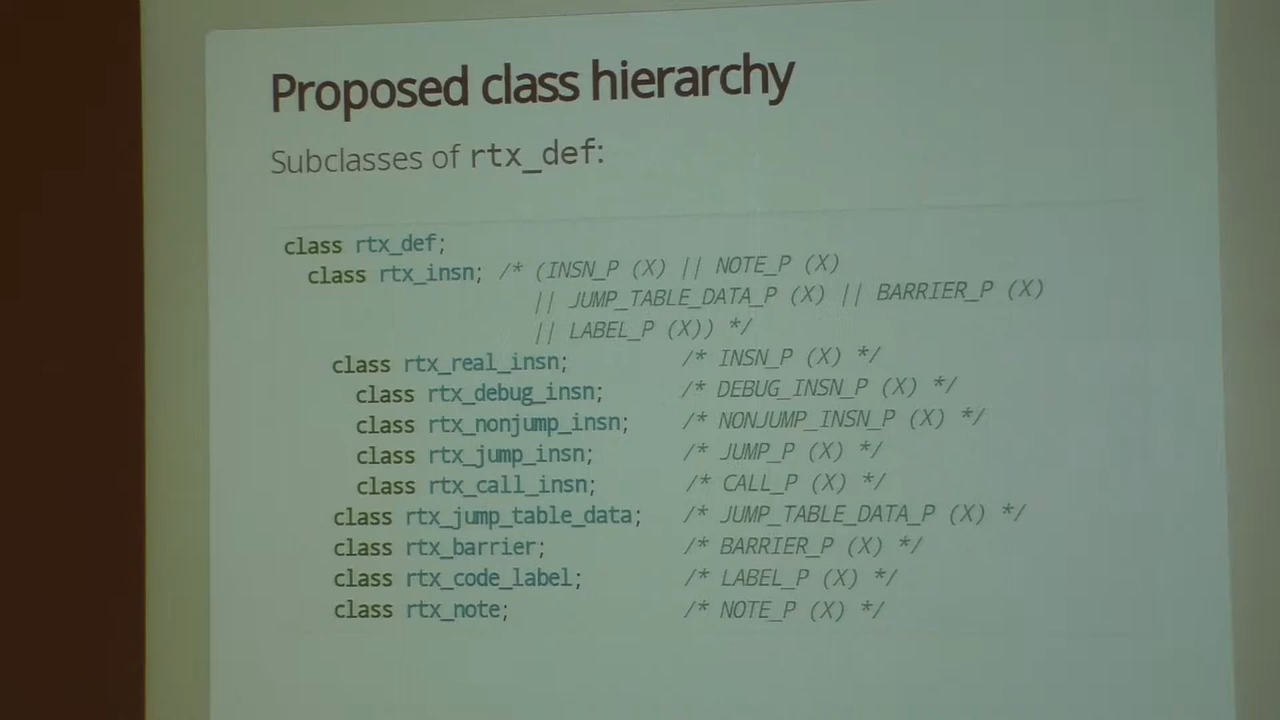 Proposed class hierarchy
Subclasses of rtx_def:
class rtx_def;
class rtx_insn; /* (INSN_P (X) || NOTE_P (X)
|| JUMP_TABLE_DATA_P (X) || BARRIER_P (X)
|| LABEL_P (X)) */
class rtx_real_insn; /* INSN_P (X) */
class rtx_debug_insn; /* DEBUG_INSN_P (X) */
class rtx_nonjump_insn; /* NONJUMP_INSN_P (X) */
class rtx_jump_insn; /* JUMP_P (X) */
class rtx_call_insn; /* CALL_P (X) */
class rtx_jump_table_data; /* JUMP_TABLE_DATA_P (X) */
class rtx_barrier; /* BARRIER_P (X) */
class rtx_code_label; /* LABEL_P (X) */
class rtx_note; /* NOTE_P (X) */